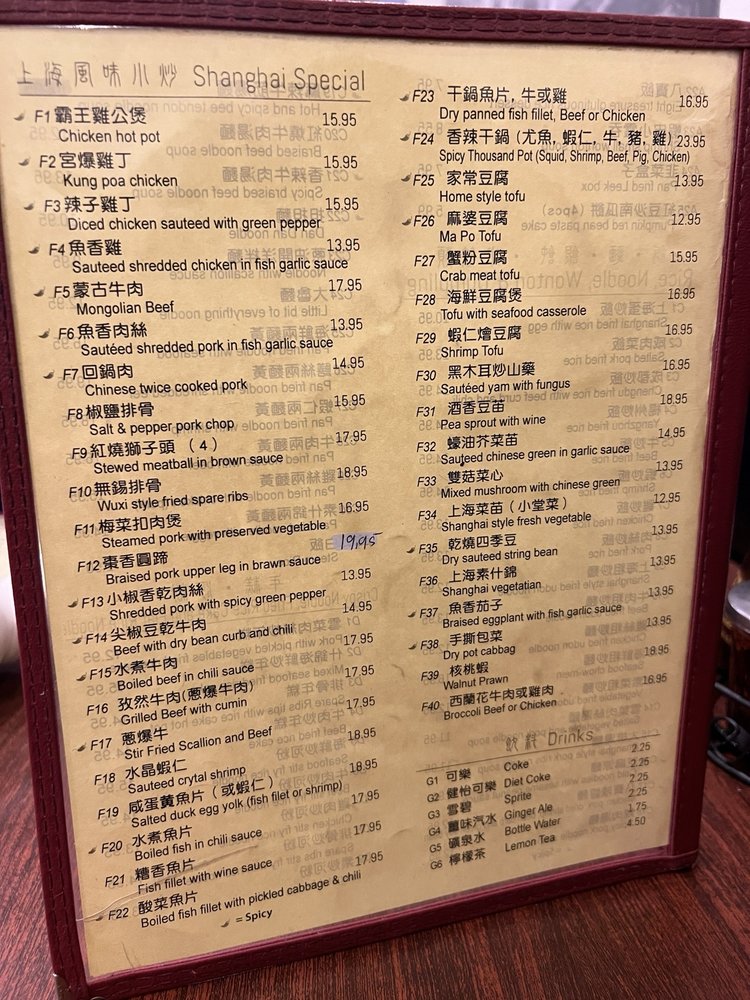 上海風味小炒 Shanghai Special
F1 霸王雞公煲 15.95
Chicken hot pot
F2 宮爆雞丁 15.95
Kung poa chicken
F3 辣子雞丁 15.95
Diced chicken sauteed with green pepper
F4 魚香雞 13.95
Sauteed shredded chicken in fish garlic sauce
F5 蒙古牛肉 17.95
Mongolian Beef
F6 魚香肉絲 13.95
Sautéed shredded pork in fish garlic sauce
F7 回鍋肉 14.95
Chinese twice cooked pork
F8 椒鹽排骨 15.95
Salt & pepper pork chop
F9 紅燒獅子頭 （4） 17.95
Stewed meatball in brown sauce
F10 無錫排骨 18.95
Wuxi style fried spare ribs
F11 梅菜扣肉煲 16.95
Steamed pork with preserved vegetable
F12 棗香圓蹄 19.95
Braised pork upper leg in brawn sauce
F13 小椒香乾肉絲 13.95
Shredded pork with spicy green pepper
F14 尖椒豆乾牛肉 14.95
Beef with dry bean curb and chili
F15 水煮牛肉 17.95
Boiled beef in chili sauce
F16 孜然牛肉(蔥爆牛肉) 17.95
Grilled Beef with cumin
F17 蔥爆牛 17.95
Stir Fried Scallion and Beef
F18 水晶蝦仁 18.95
Sauteed crytal shrimp
F19 咸蛋黃魚片（或蝦仁） 18.95
Salted duck egg yolk (fish filet or shrimp)
F20 水煮魚片 17.95
Boiled fish in chili sauce
F21 糟香魚片 17.95
Fish fillet with wine sauce
F22 酸菜魚片 17.95
Boiled fish fillet with pickled cabbage & chili
= Spicy
F23 干鍋魚片, 牛或雞 16.95
Dry panned fish fillet, Beef or Chicken
F24 香辣干鍋 (尤魚, 蝦仁, 牛, 豬, 雞) 23.95
Spicy Thousand Pot (Squid, Shrimp, Beef, Pig, Chicken)
F25 家常豆腐 13.95
Home style tofu
F26 麻婆豆腐 12.95
Ma Po Tofu
F27 蟹粉豆腐 15.95
Crab meat tofu
F28 海鮮豆腐煲 16.95
Tofu with seafood casserole
F29 蝦仁燴豆腐 16.95
Shrimp Tofu
F30 黑木耳炒山藥 16.95
Sautéed yam with fungus
F31 酒香豆苗 18.95
Pea sprout with wine
F32 蠔油芥菜苗 14.95
Sauteed chinese green in garlic sauce
F33 雙菇菜心 13.95
Mixed mushroom with chinese green
F34 上海菜苗（小堂菜） 12.95
Shanghai style fresh vegetable
F35 乾燒四季豆 13.95
Dry sauteed string bean
F36 上海素什錦 13.95
Shanghai vegetatian
F37 魚香茄子 13.95
Braised eggplant with fish garlic sauce
F38 手撕包菜 13.95
Dry pot cabbag
F39 核桃蝦 18.95
Walnut Prawn
F40 西蘭花牛肉或雞肉 16.95
Broccoli Beef or Chicken
飲料 Drinks
G1 可樂 Coke 2.25
G2 健怡可樂 Diet Coke 2.25
G3 雪碧 Sprite 2.25
G4 薑味汽水 Ginger Ale 2.25
G5 礦泉水 Bottle Water 1.75
G6 檸檬茶 Lemon Tea 4.50